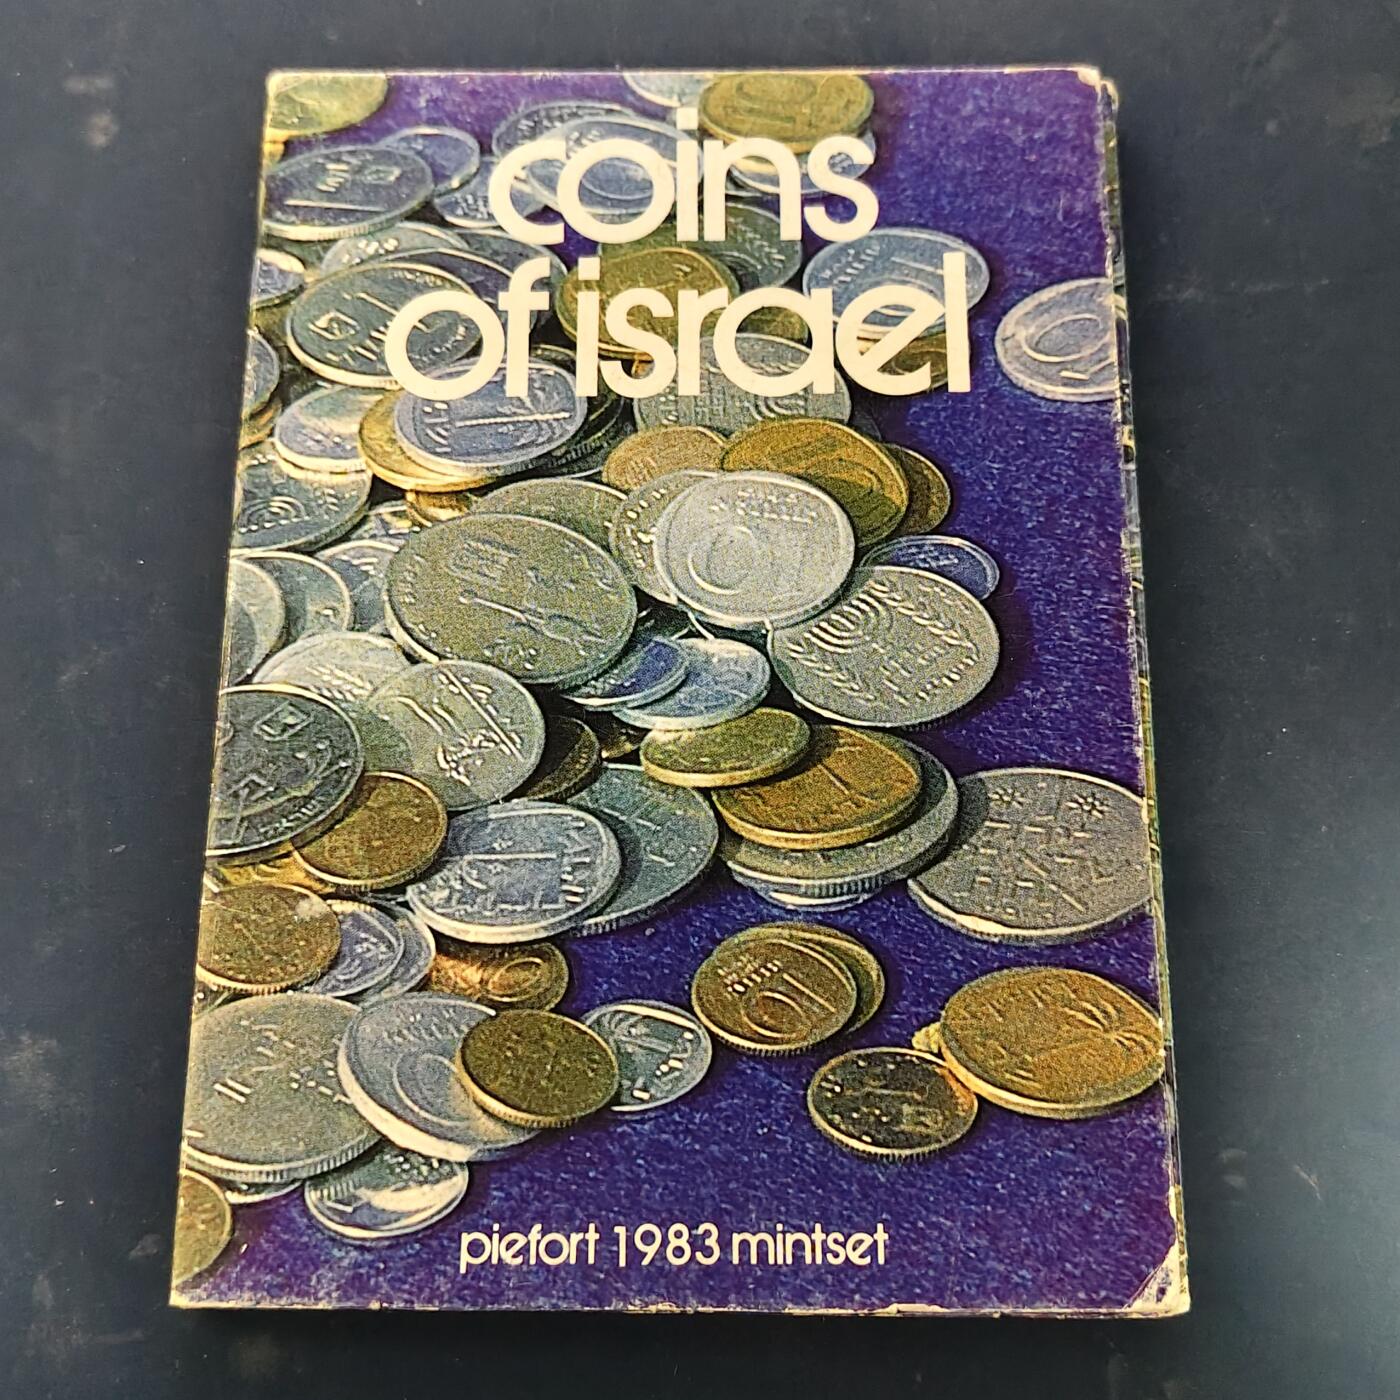 coins
of israel
piefort 1983 mintset